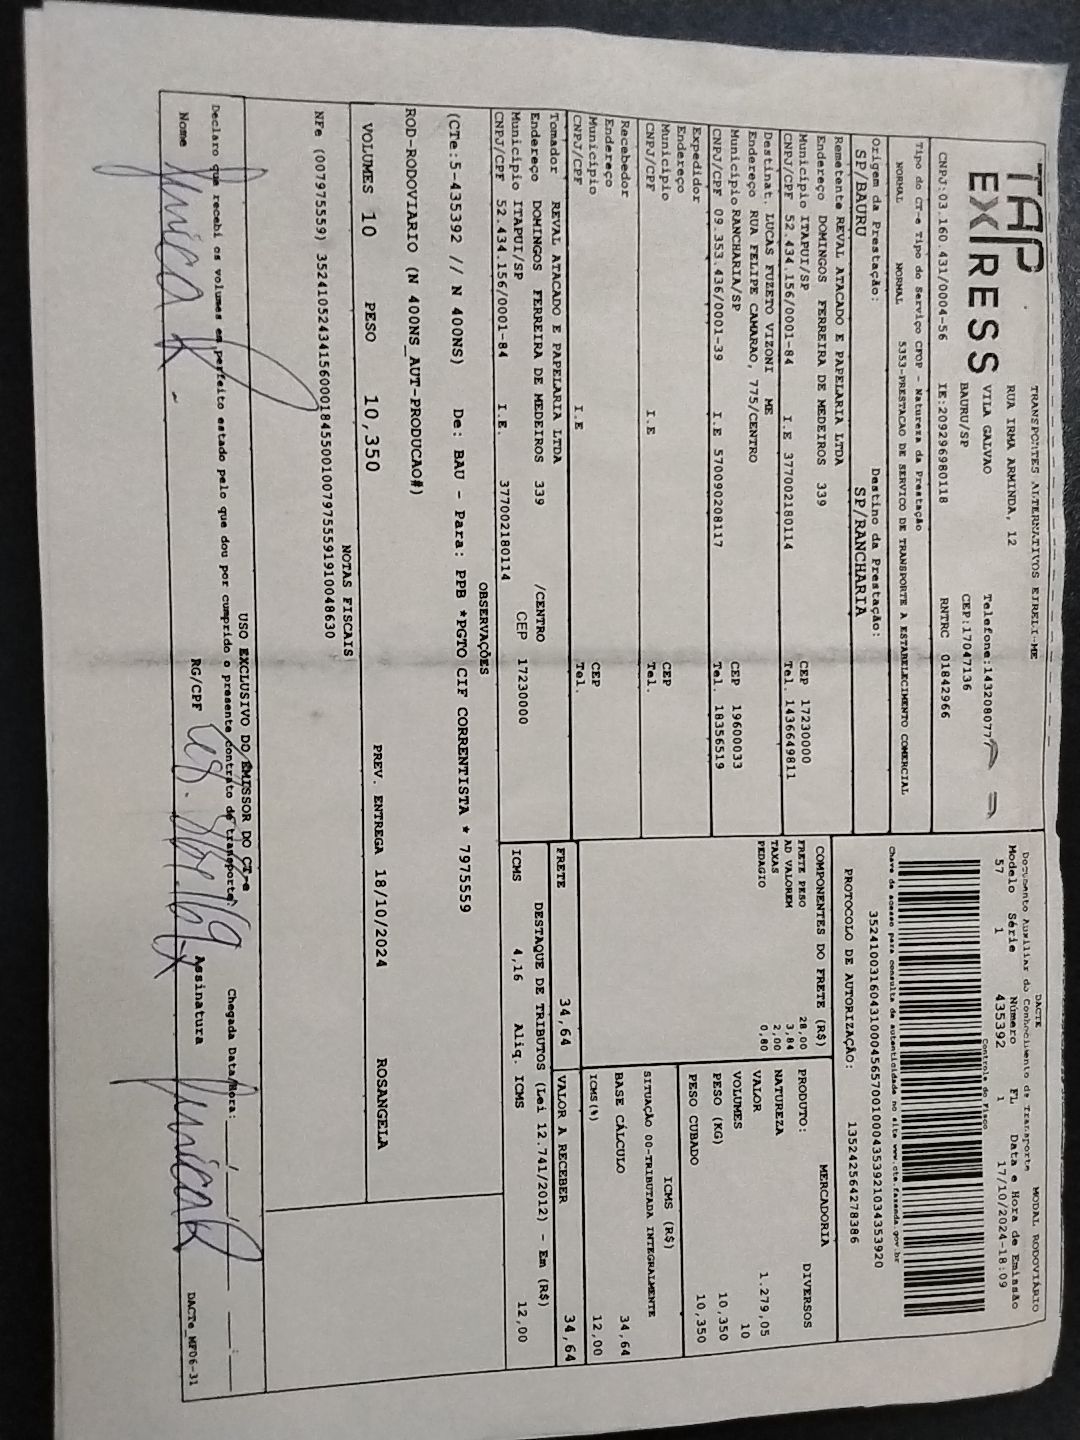 TAP
EXPRESS
TRANSPORTES ALTERNATIVOS EIRELI-ME
RUA IRMA ARMINDA, 12
VILA GALVAO Telefone:1432080777
BAURU/SP CEP:17047136
CNPJ:03.160.431/0004-56 IE:209296980118 RNTRC 01842966
Tipo do CT-e Tipo do Serviço CFOP - Natureza da Prestação
NORMAL NORMAL 5353-PRESTACAO DE SERVICO DE TRANSPORTE A ESTABELECIMENTO COMERCIAL
Origem da Prestação: Destino da Prestação:
SP/BAURU SP/RANCHARIA
Remetente REVAL ATACADO E PAPELARIA LTDA
Endereço DOMINGOS FERREIRA DE MEDEIROS 339
Município ITAPUI/SP CEP 17230000
CNPJ/CPF 52.434.156/0001-84 I.E 377002180114 Tel. 1436649811
Destinat. LUCAS FUZETO VIZONI ME
Endereço RUA FELIPE CAMARAO, 775/CENTRO
Município RANCHARIA/SP CEP 19600033
CNPJ/CPF 09.353.436/0001-39 I.E 570090208117 Tel. 18356519
Expedidor
Endereço
Município CEP
CNPJ/CPF I.E Tel.
Recebedor
Endereço
Município CEP
CNPJ/CPF I.E Tel.
Tomador REVAL ATACADO E PAPELARIA LTDA
Endereço DOMINGOS FERREIRA DE MEDEIROS 339 /CENTRO
Município ITAPUI/SP CEP 17230000
CNPJ/CPF 52.434.156/0001-84 I.E. 377002180114
DACTE MODAL RODOVIÁRIO
Documento Auxiliar do Conhecimento de Transporte
Modelo Série Número FL Data e Hora de Emissão
57 1 435392 1 17/10/2024-18:09
Controle do Fisco
Chave de acesso para consulta de autenticidade no site www.cte.fazenda.gov.br
35241003160431000456570010004353921034353920
PROTOCOLO DE AUTORIZAÇÃO: 135242564278386
COMPONENTES DO FRETE (R$)
FRETE PESO 28,00
AD VALOREM 3,84
TAXAS 2,00
PEDAGIO 0,80
PRODUTO: MERCADORIA
NATUREZA DIVERSOS
VALOR 1.279,05
VOLUMES 10
PESO (KG) 10,350
PESO CUBADO 10,350
ICMS (R$)
SITUAÇÃO 00-TRIBUTADA INTEGRALMENTE
BASE CÁLCULO 34,64
ICMS(%) 12,00
FRETE 34,64 VALOR A RECEBER 34,64
DESTAQUE DE TRIBUTOS (Lei 12.741/2012) - Em (R$)
ICMS 4,16 Aliq. ICMS 12,00
OBSERVAÇÕES
(CTe:5-435392 // N 400NS) De: BAU - Para: PPB *PGTO CIF CORRENTISTA * 7975559
ROD-RODOVIARIO (N 400NS_AUT-PRODUCAO#)
VOLUMES 10 PESO 10,350 PREV. ENTREGA 18/10/2024 ROSANGELA
NOTAS FISCAIS
NFe (007975559) 35241052434156000184550010079755591910048630
USO EXCLUSIVO DO EMISSOR DO CT-e
Declaro que recebi os volumes em perfeito estado pelo que dou por cumprido o presente contrato de transporte. Chegada Data/Hora: ___/___/___ ___:___
Nome RG/CPF Assinatura
DACTe_MF06-31